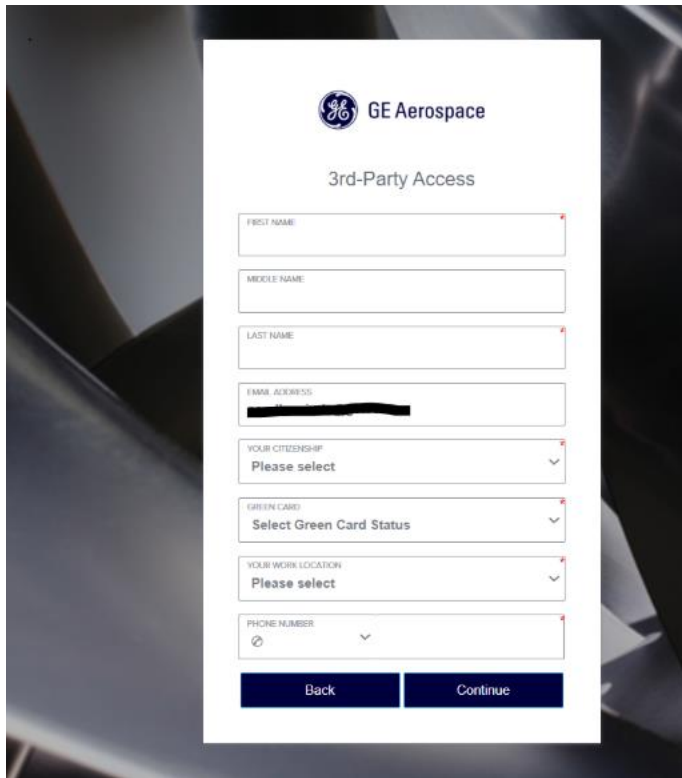 GE Aerospace
3rd-Party Access
FIRST NAME
MIDDLE NAME
LAST NAME
EMAIL ADDRESS
YOUR CITIZENSHIP
Please select
GREEN CARD
Select Green Card Status
YOUR WORK LOCATION
Please select
PHONE NUMBER
Back Continue